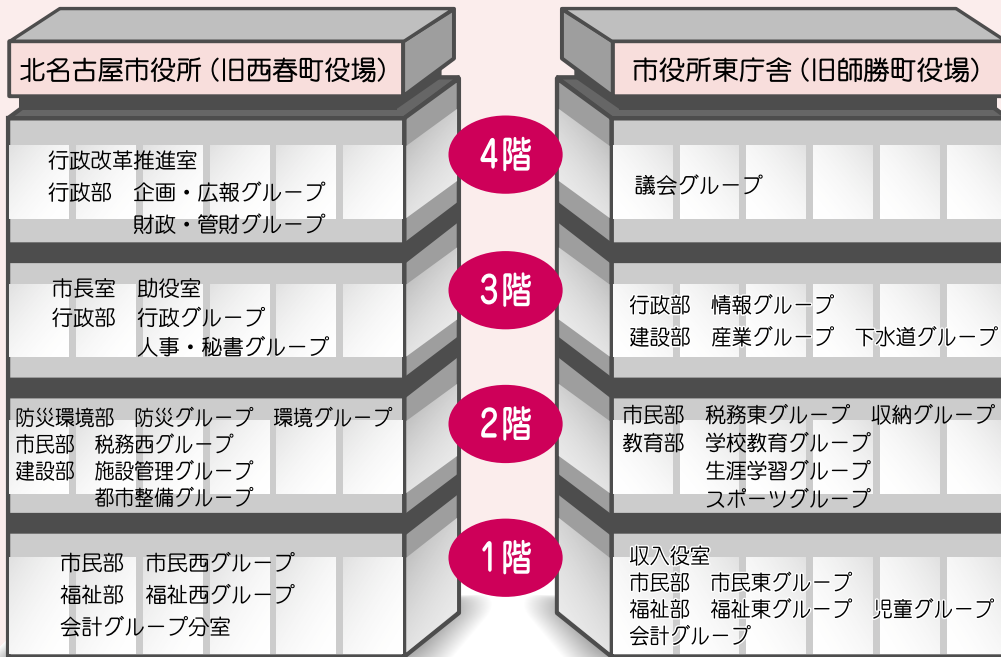 北名古屋市役所（旧西春町役場）
4階
行政改革推進室
行政部　企画・広報グループ
財政・管財グループ
3階
市長室　助役室
行政部　行政グループ
人事・秘書グループ
2階
防災環境部　防災グループ　環境グループ
市民部　税務西グループ
建設部　施設管理グループ
都市整備グループ
1階
市民部　市民西グループ
福祉部　福祉西グループ
会計グループ分室
市役所東庁舎（旧師勝町役場）
議会グループ
行政部　情報グループ
建設部　産業グループ　下水道グループ
市民部　税務東グループ　収納グループ
教育部　学校教育グループ
生涯学習グループ
スポーツグループ
収入役室
市民部　市民東グループ
福祉部　福祉東グループ　児童グループ
会計グループ